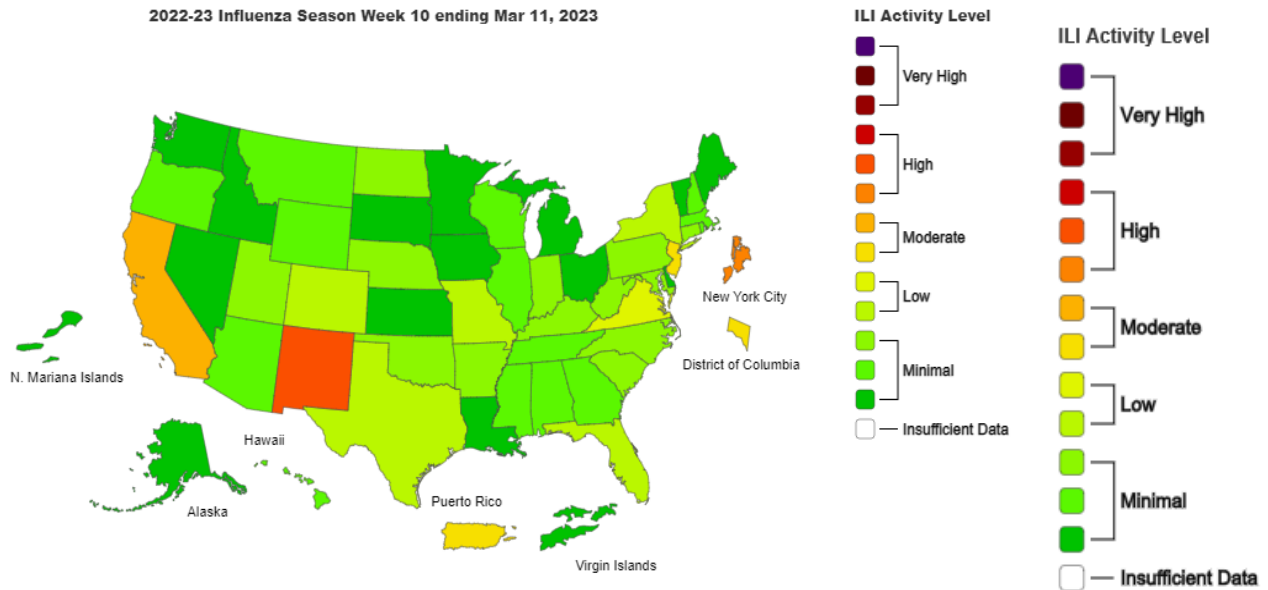 2022-23 Influenza Season Week 10 ending Mar 11, 2023
ILI Activity Level
Very High
High
Moderate
Low
Minimal
Insufficient Data
ILI Activity Level
Very High
High
Moderate
Low
Minimal
Insufficient Data
New York City
District of Columbia
N. Mariana Islands
Hawaii
Alaska
Puerto Rico
Virgin Islands